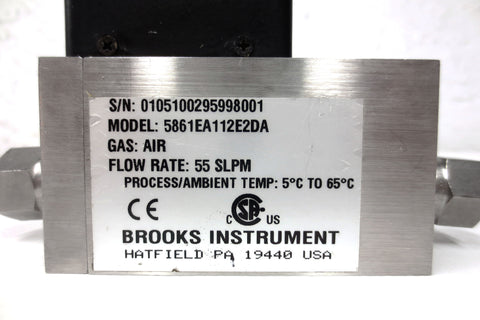 S/N: 0105100295998001
MODEL: 5861EA112E2DA
GAS: AIR
FLOW RATE: 55 SLPM
PROCESS/AMBIENT TEMP: 5°C TO 65°C
CE C SA US
BROOKS INSTRUMENT
HATFIELD PA 19440 USA